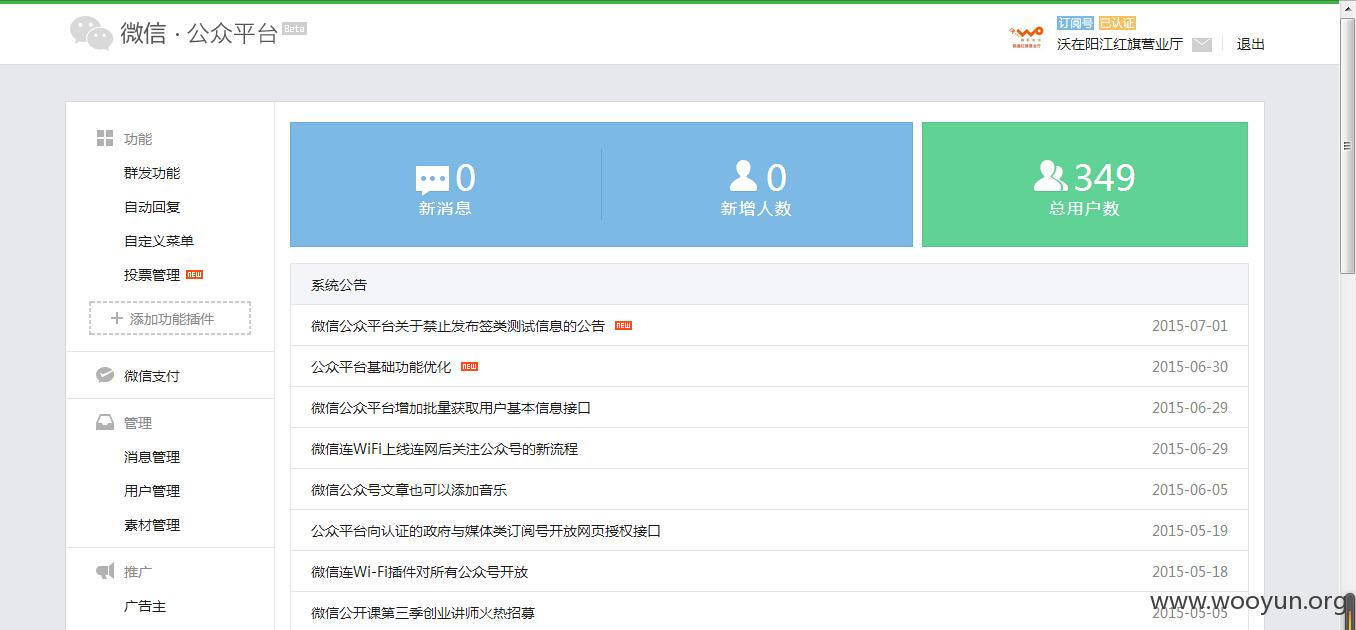 微信·公众平台 Beta
订阅号 已认证
沃在阳江红旗营业厅 退出
功能
群发功能
自动回复
自定义菜单
投票管理 NEW
+ 添加功能插件
微信支付
管理
消息管理
用户管理
素材管理
推广
广告主
0
新消息
0
新增人数
349
总用户数
系统公告
微信公众平台关于禁止发布签类测试信息的公告 NEW 2015-07-01
公众平台基础功能优化 NEW 2015-06-30
微信公众平台增加批量获取用户基本信息接口 2015-06-29
微信连WiFi上线连网后关注公众号的新流程 2015-06-29
微信公众号文章也可以添加音乐 2015-06-05
公众平台向认证的政府与媒体类订阅号开放网页授权接口 2015-05-19
微信连Wi-Fi插件对所有公众号开放 2015-05-18
微信公开课第三季创业讲师火热招募 2015-05-05
www.wooyun.org